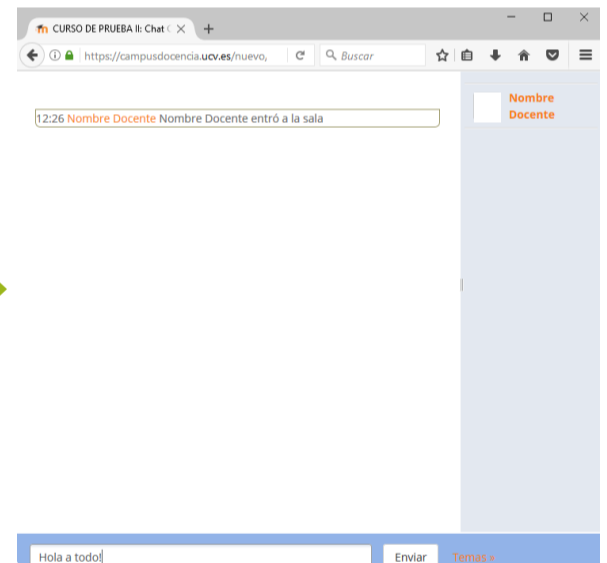 CURSO DE PRUEBA II: Chat
https://campusdocencia.ucv.es/nuevo,
Buscar
12:26 Nombre Docente Nombre Docente entró a la sala
Nombre
Docente
Hola a todo!
Enviar
Temas »